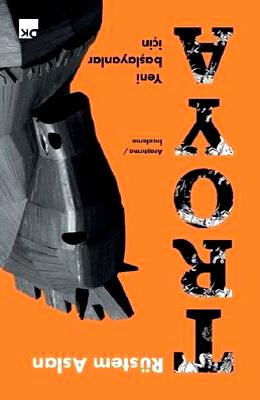 Rüstem Aslan
TROYA
Araştırma /
İnceleme
Yeni
başlayanlar
için
DK